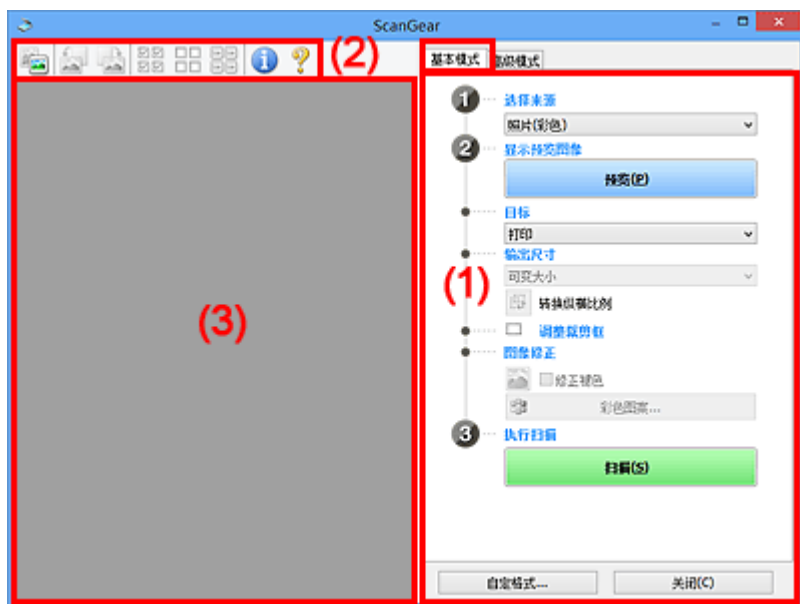 ScanGear
(2)
基本模式 高级模式
选择来源
照片(彩色)
显示预览图像
预览(P)
目标
打印
输出尺寸
可变大小
(1)
转换纵横比例
(3)
调整裁剪框
图像修正
修正褪色
彩色图案...
执行扫描
扫描(S)
自定格式...
关闭(C)
1
2
3